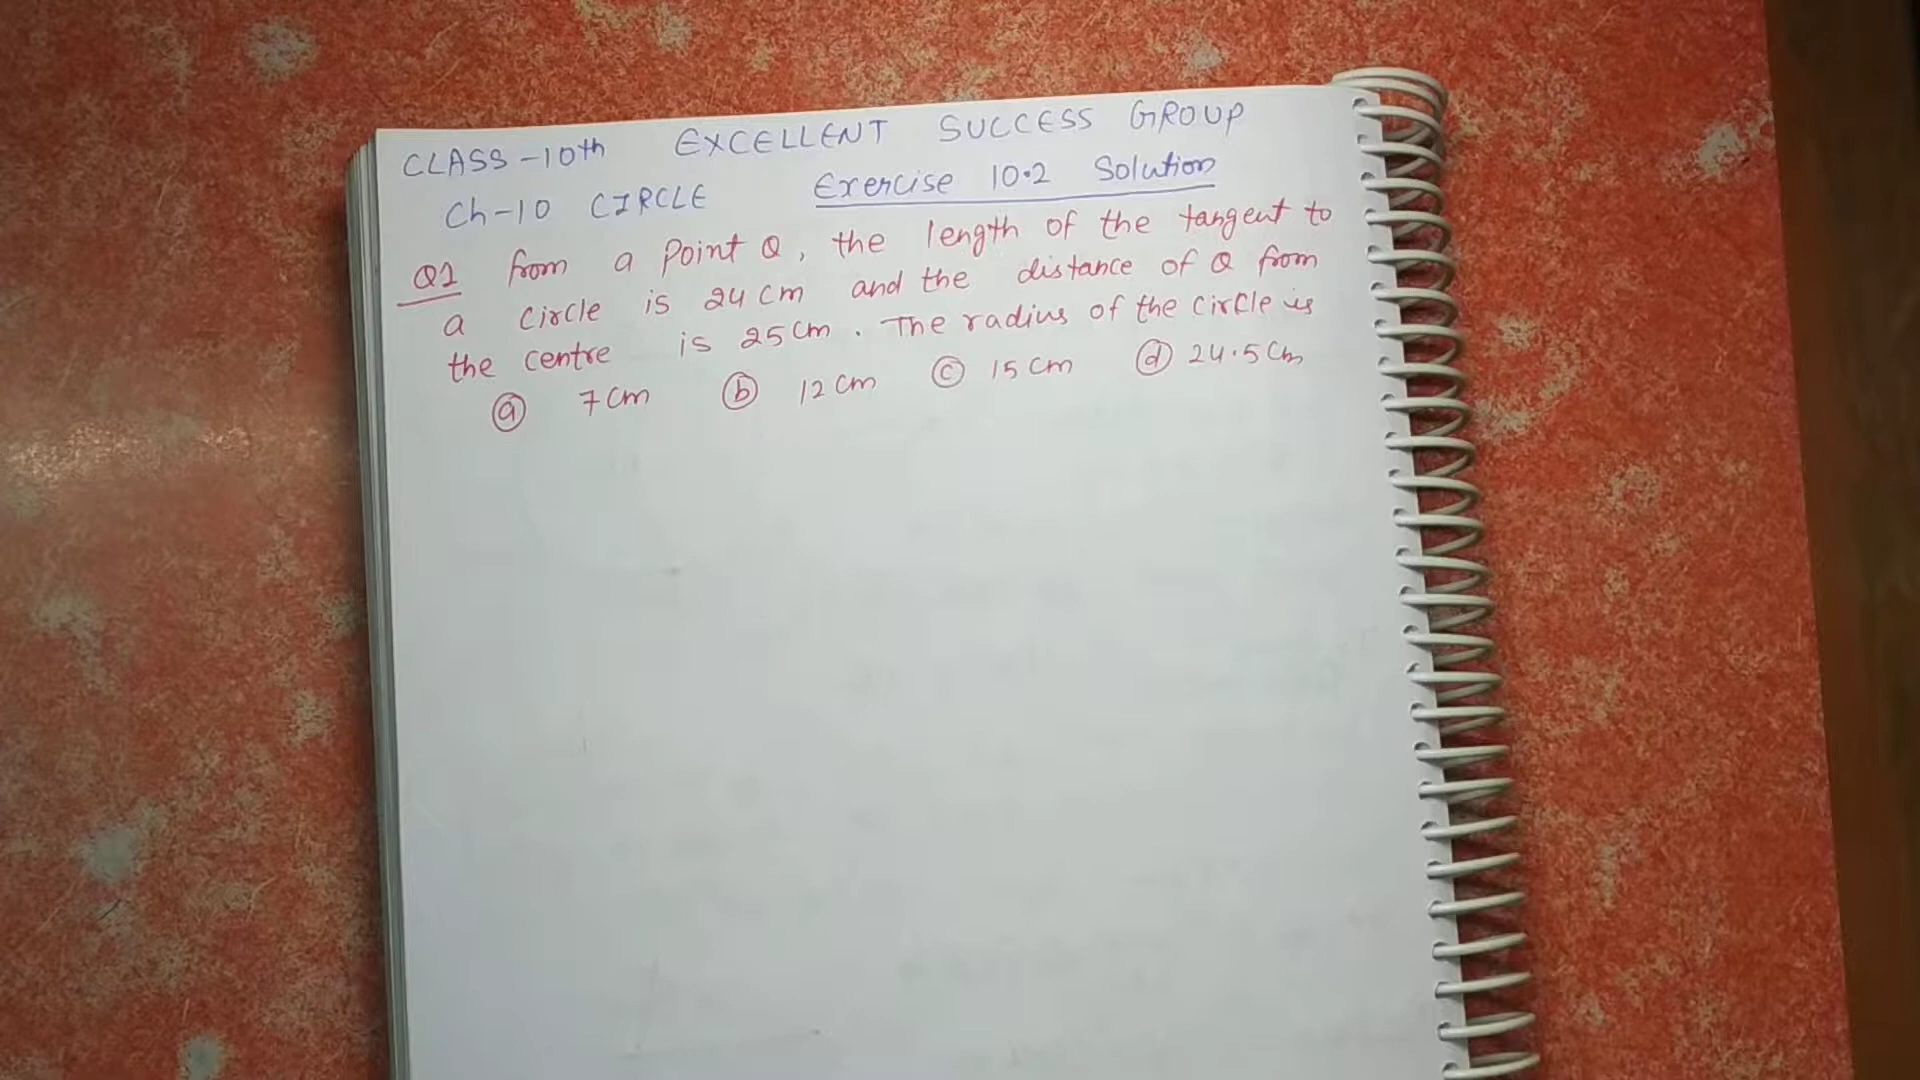 CLASS-10th EXCELLENT SUCCESS GROUP
Ch-10 CIRCLE Exercise 10.2 Solution
Q1 from a Point Q, the length of the tangent to
a circle is 24 cm and the distance of Q from
the centre is 25 cm. The radius of the circle is
(a) 7 cm (b) 12 cm (c) 15 cm (d) 24.5 cm